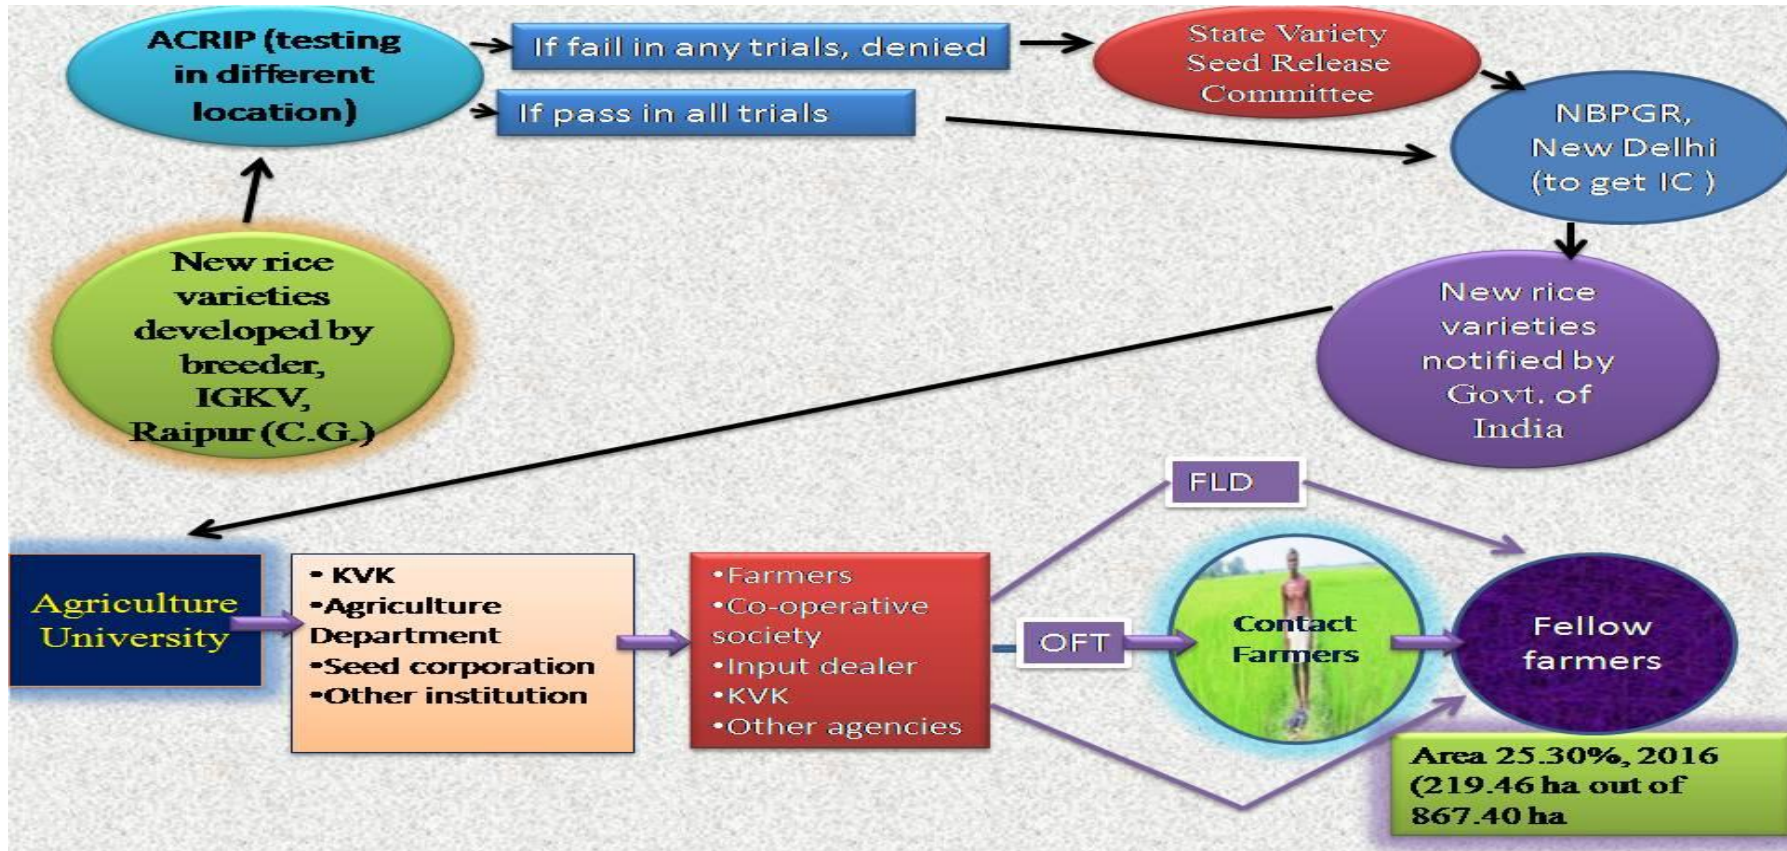 ACRIP (testing
in different
location)
If fail in any trials, denied
If pass in all trials
State Variety
Seed Release
Committee
NBPGR,
New Delhi
(to get IC )
New rice
varieties
developed by
breeder,
IGKV,
Raipur (C.G.)
New rice
varieties
notified by
Govt. of
India
Agriculture
University
• KVK
•Agriculture
Department
•Seed corporation
•Other institution
•Farmers
•Co-operative
society
•Input dealer
•KVK
•Other agencies
FLD
OFT
Contact
Farmers
Fellow
farmers
Area 25.30%, 2016
(219.46 ha out of
867.40 ha